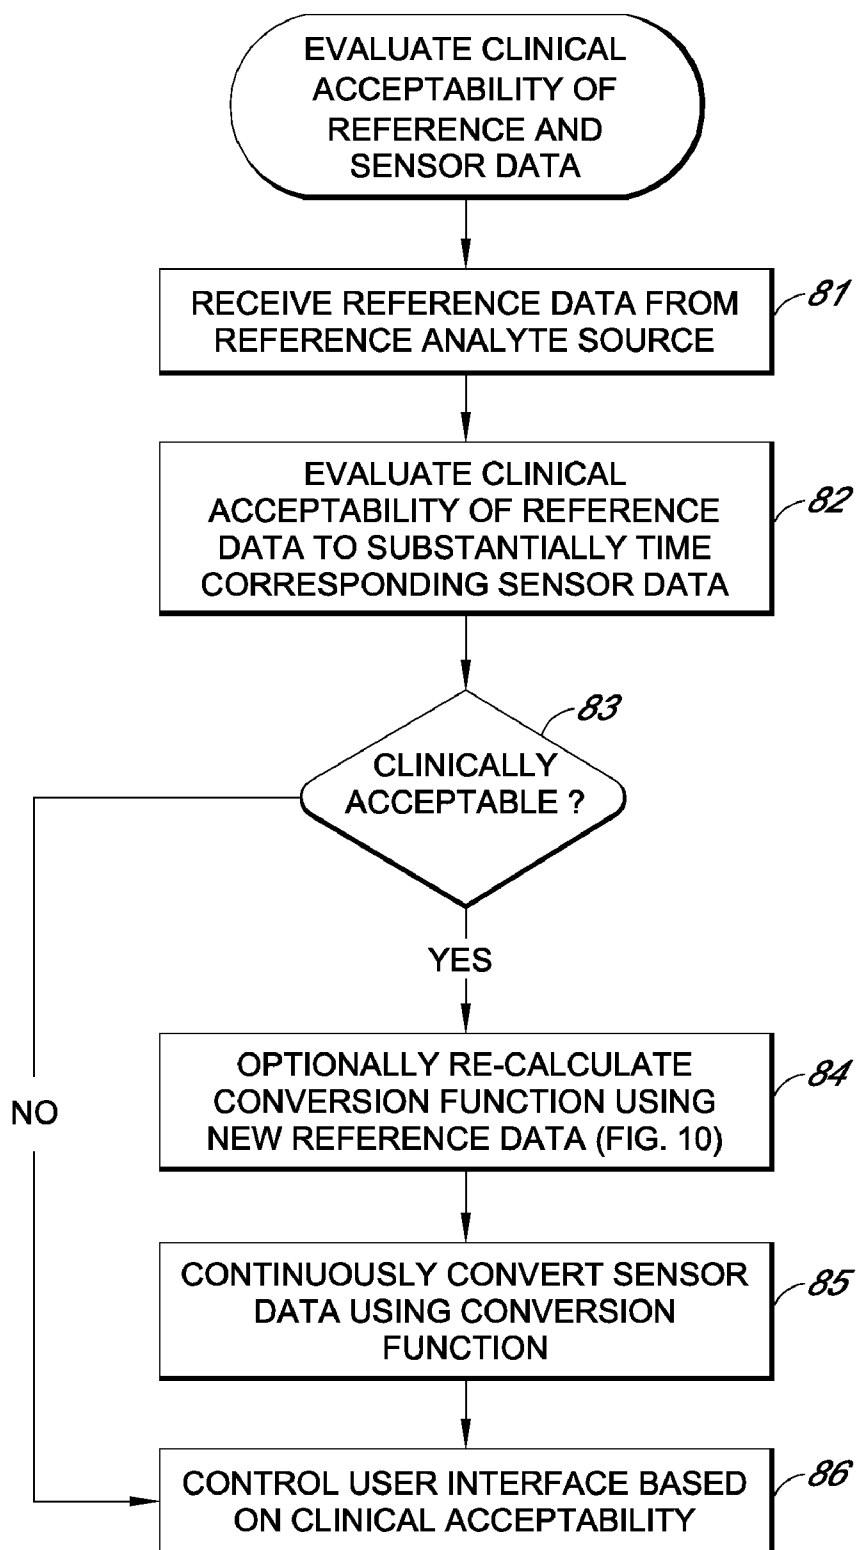 EVALUATE CLINICAL
ACCEPTABILITY OF
REFERENCE AND
SENSOR DATA
81
RECEIVE REFERENCE DATA FROM
REFERENCE ANALYTE SOURCE
82
EVALUATE CLINICAL
ACCEPTABILITY OF REFERENCE
DATA TO SUBSTANTIALLY TIME
CORRESPONDING SENSOR DATA
83
CLINICALLY
ACCEPTABLE ?
YES
NO
84
OPTIONALLY RE-CALCULATE
CONVERSION FUNCTION USING
NEW REFERENCE DATA (FIG. 10)
85
CONTINUOUSLY CONVERT SENSOR
DATA USING CONVERSION
FUNCTION
86
CONTROL USER INTERFACE BASED
ON CLINICAL ACCEPTABILITY